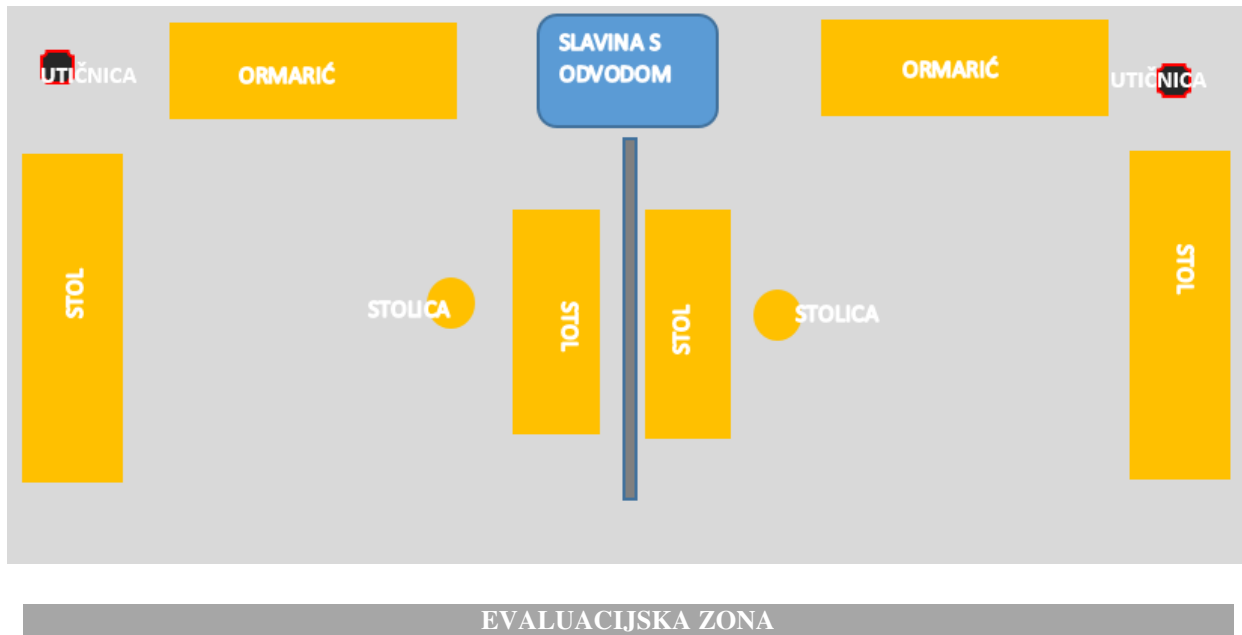 SLAVINA S
ODVODOM
ORMARIĆ
ORMARIĆ
UTIČNICA
UTIČNICA
STOL
STOLICA
STOL
STOL
STOLICA
STOL
EVALUACIJSKA ZONA